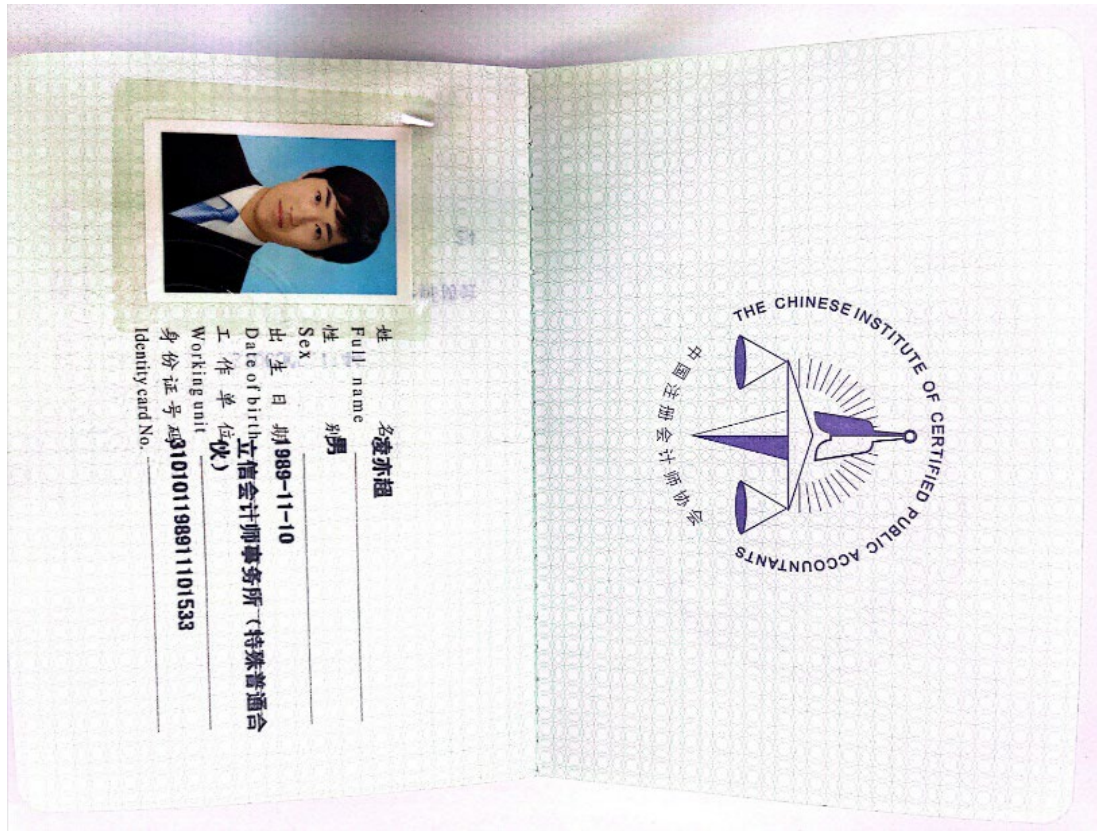 姓 名 凌亦超
Full name
性 别 男
Sex
出 生 日 期 1989-11-10
Date of birth
工 作 单 位 立信会计师事务所（特殊普通合
Working unit 伙）
身 份 证 号 码 310101198911101533
Identity card No.
THE CHINESE INSTITUTE OF CERTIFIED PUBLIC ACCOUNTANTS
中国注册会计师协会